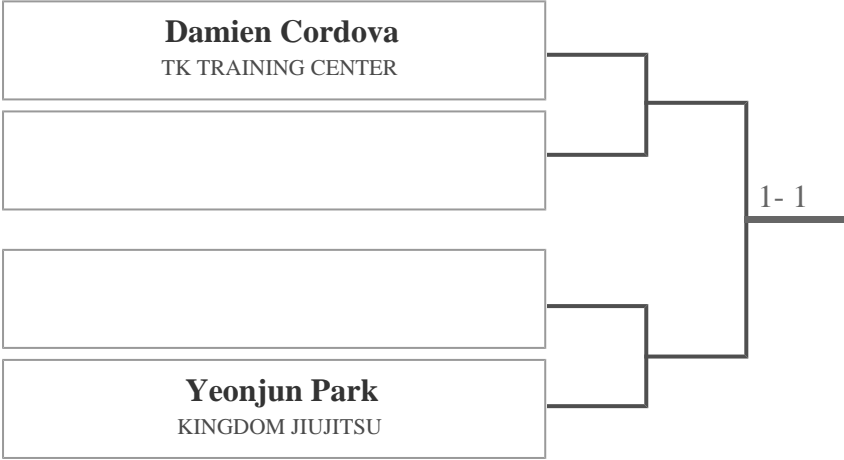 Damien Cordova
TK TRAINING CENTER
1- 1
Yeonjun Park
KINGDOM JIUJITSU